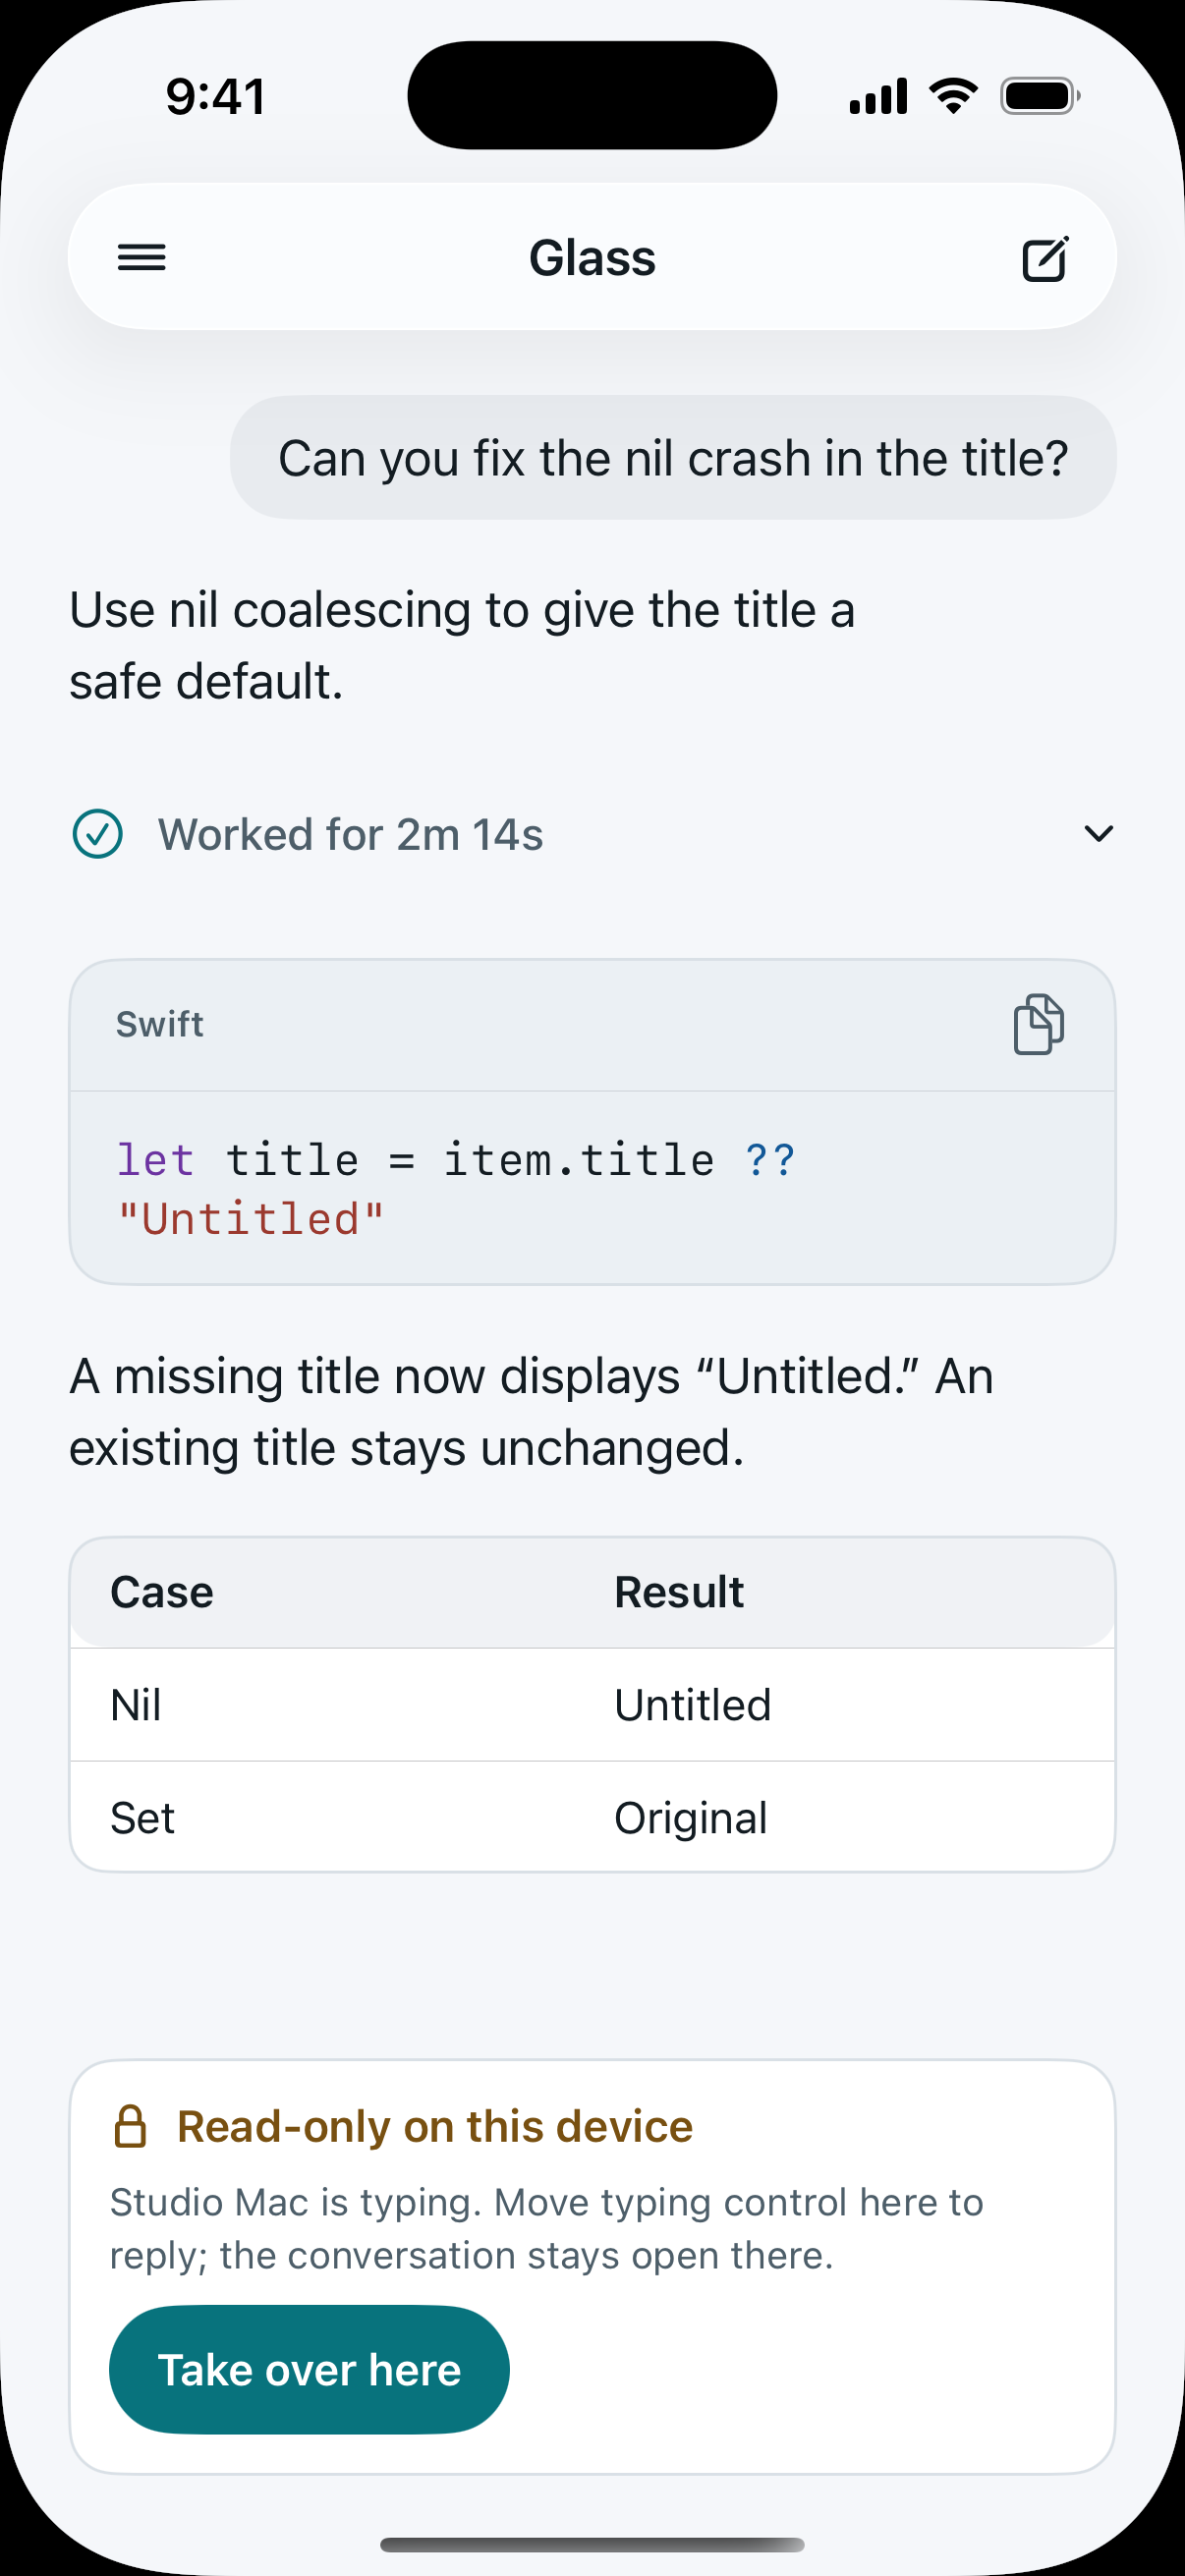 9:41
Glass
Can you fix the nil crash in the title?
Use nil coalescing to give the title a
safe default.
Worked for 2m 14s
Swift
let title = item.title ??
"Untitled"
A missing title now displays “Untitled.” An
existing title stays unchanged.
Case Result
Nil Untitled
Set Original
Read-only on this device
Studio Mac is typing. Move typing control here to
reply; the conversation stays open there.
Take over here